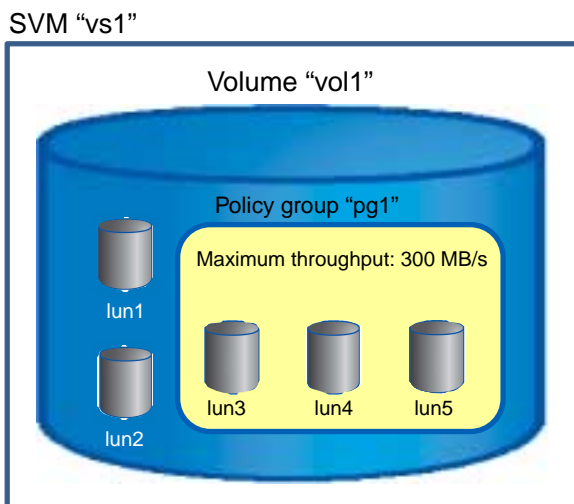 SVM “vs1”
Volume “vol1”
Policy group “pg1”
Maximum throughput: 300 MB/s
lun1
lun2
lun3
lun4
lun5